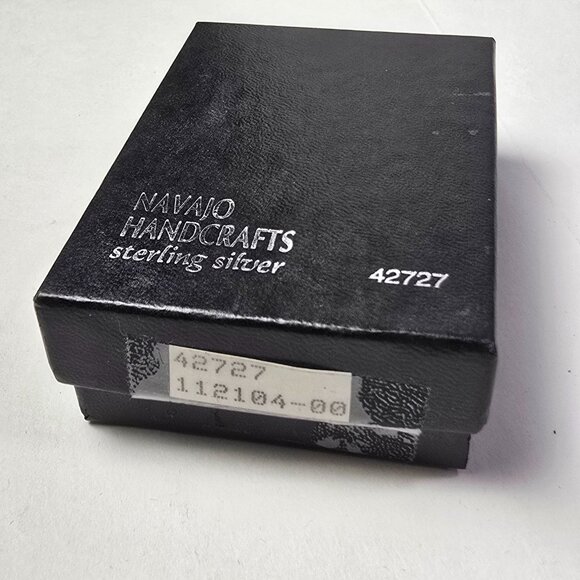 NAVAJO
HANDCRAFTS
sterling silver
42727
42727
112104-00